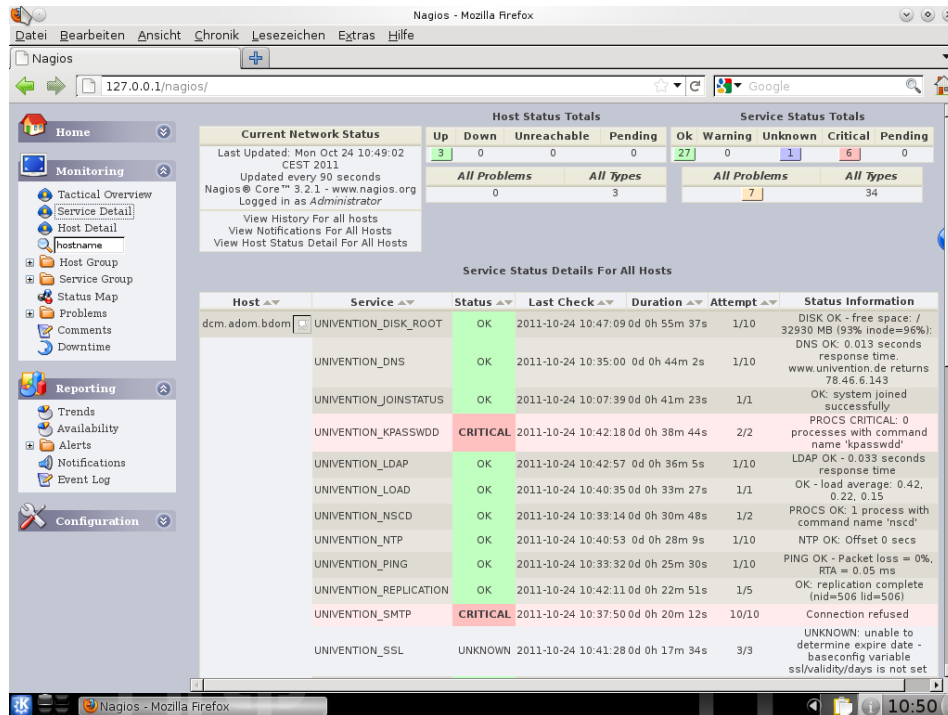 Nagios - Mozilla Firefox
Datei Bearbeiten Ansicht Chronik Lesezeichen Extras Hilfe
Nagios
127.0.0.1/nagios/
Google
Home
Monitoring
Tactical Overview
Service Detail
Host Detail
hostname
Host Group
Service Group
Status Map
Problems
Comments
Downtime
Reporting
Trends
Availability
Alerts
Notifications
Event Log
Configuration
Current Network Status
Last Updated: Mon Oct 24 10:49:02
CEST 2011
Updated every 90 seconds
Nagios® Core™ 3.2.1 - www.nagios.org
Logged in as Administrator
View History For all hosts
View Notifications For All Hosts
View Host Status Detail For All Hosts
Host Status Totals
Up Down Unreachable Pending
3 0 0 0
All Problems All Types
0 3
Service Status Totals
Ok Warning Unknown Critical Pending
27 0 1 6 0
All Problems All Types
7 34
Service Status Details For All Hosts
Host Service Status Last Check Duration Attempt Status Information
dcm.adom.bdom UNIVENTION_DISK_ROOT OK 2011-10-24 10:47:09 0d 0h 55m 37s 1/10 DISK OK - free space: /
32930 MB (93% inode=96%):
UNIVENTION_DNS OK 2011-10-24 10:35:00 0d 0h 44m 2s 1/10 DNS OK: 0.013 seconds
response time.
www.univention.de returns
78.46.6.143
UNIVENTION_JOINSTATUS OK 2011-10-24 10:07:39 0d 0h 41m 23s 1/1 OK: system joined
successfully
UNIVENTION_KPASSWDD CRITICAL 2011-10-24 10:42:18 0d 0h 38m 44s 2/2 PROCS CRITICAL: 0
processes with command
name 'kpasswdd'
UNIVENTION_LDAP OK 2011-10-24 10:42:57 0d 0h 36m 5s 1/10 LDAP OK - 0.033 seconds
response time
UNIVENTION_LOAD OK 2011-10-24 10:40:35 0d 0h 33m 27s 1/1 OK - load average: 0.42,
0.22, 0.15
UNIVENTION_NSCD OK 2011-10-24 10:33:14 0d 0h 30m 48s 1/2 PROCS OK: 1 process with
command name 'nscd'
UNIVENTION_NTP OK 2011-10-24 10:40:53 0d 0h 28m 9s 1/10 NTP OK: Offset 0 secs
UNIVENTION_PING OK 2011-10-24 10:33:32 0d 0h 25m 30s 1/10 PING OK - Packet loss = 0%,
RTA = 0.05 ms
UNIVENTION_REPLICATION OK 2011-10-24 10:42:11 0d 0h 22m 51s 1/5 OK: replication complete
(nid=506 lid=506)
UNIVENTION_SMTP CRITICAL 2011-10-24 10:37:50 0d 0h 20m 12s 10/10 Connection refused
UNIVENTION_SSL UNKNOWN 2011-10-24 10:41:28 0d 0h 17m 34s 3/3 UNKNOWN: unable to
determine expire date -
baseconfig variable
ssl/validity/days is not set
Nagios - Mozilla Firefox
10:50